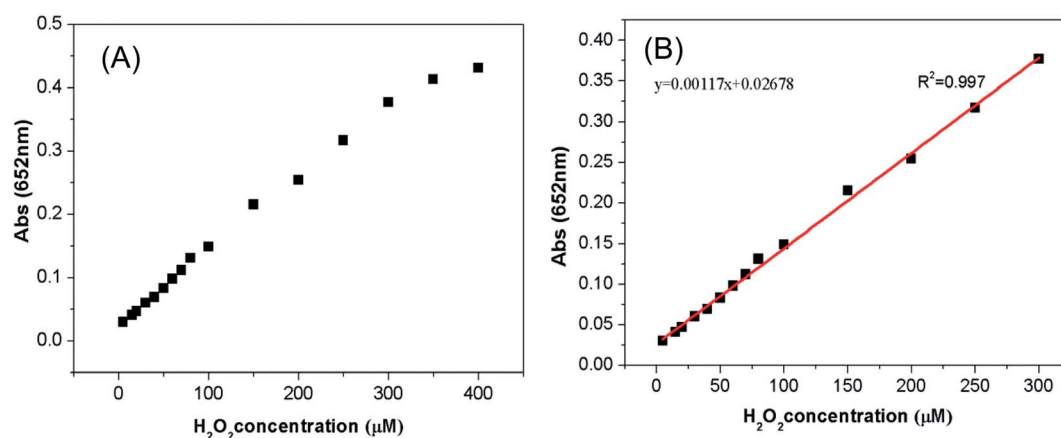 (A)
0.5
0.4
0.3
0.2
0.1
0.0
Abs (652nm)
0 100 200 300 400
H₂O₂concentration (μM)
(B)
y=0.00117x+0.02678
R²=0.997
0.40
0.35
0.30
0.25
0.20
0.15
0.10
0.05
0.00
Abs (652nm)
0 50 100 150 200 250 300
H₂O₂concentration (μM)